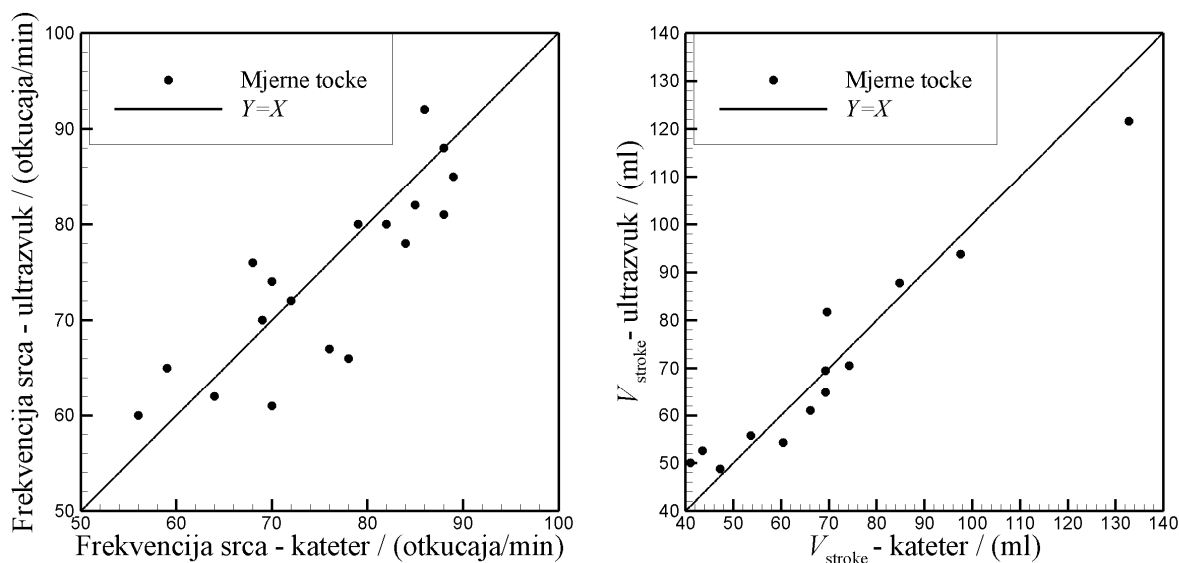 Frekvencija srca - ultrazvuk / (otkucaja/min)
100
90
80
70
60
50
Mjerne tocke
Y=X
50 60 70 80 90 100
Frekvencija srca - kateter / (otkucaja/min)
V stroke - ultrazvuk / (ml)
140
130
120
110
100
90
80
70
60
50
40
Mjerne tocke
Y=X
40 50 60 70 80 90 100 110 120 130 140
V stroke - kateter / (ml)